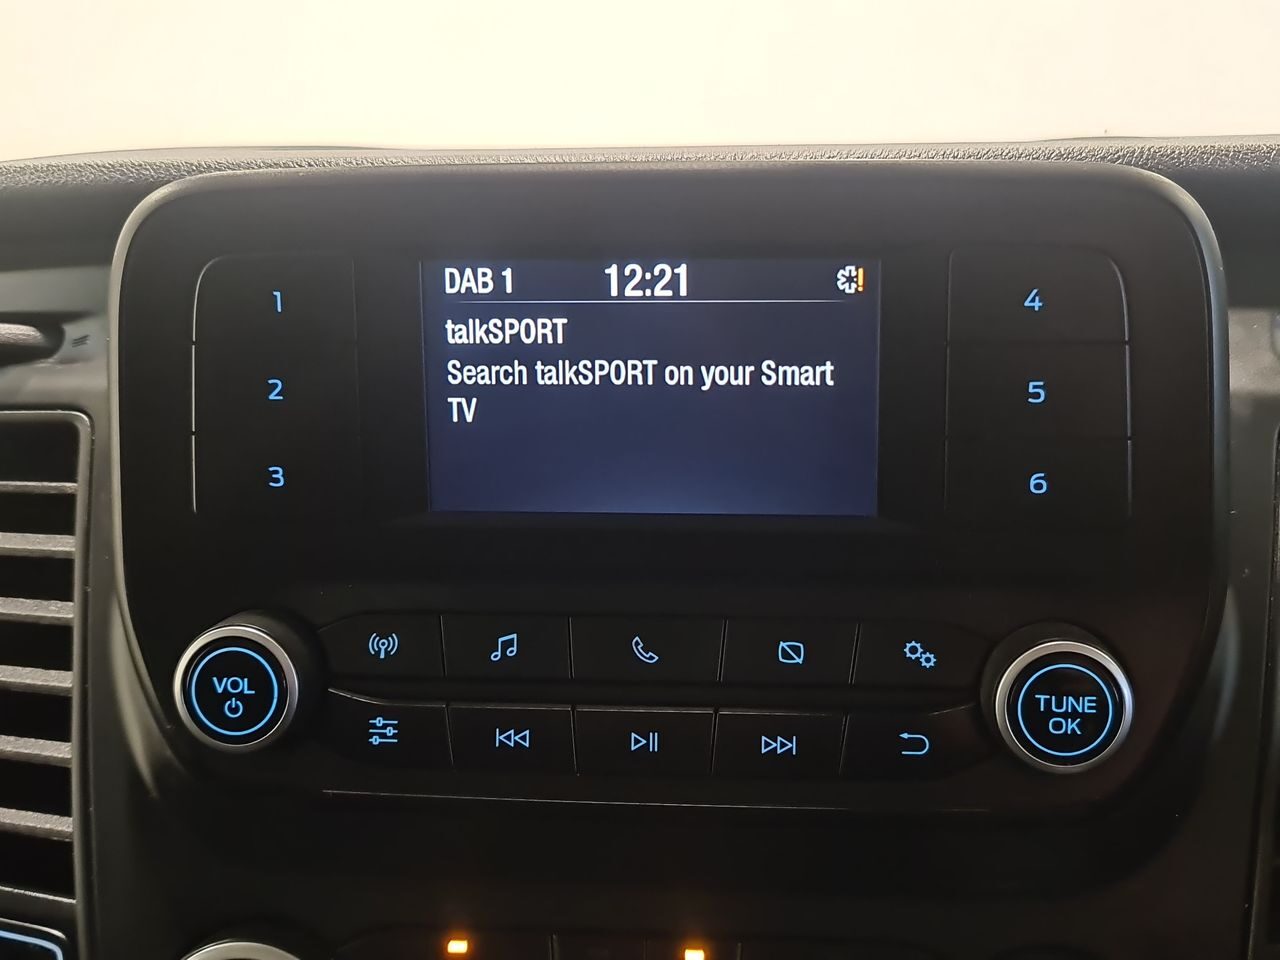 DAB 1 12:21
talkSPORT
Search talkSPORT on your Smart
TV
1
2
3
4
5
6
VOL
TUNE
OK